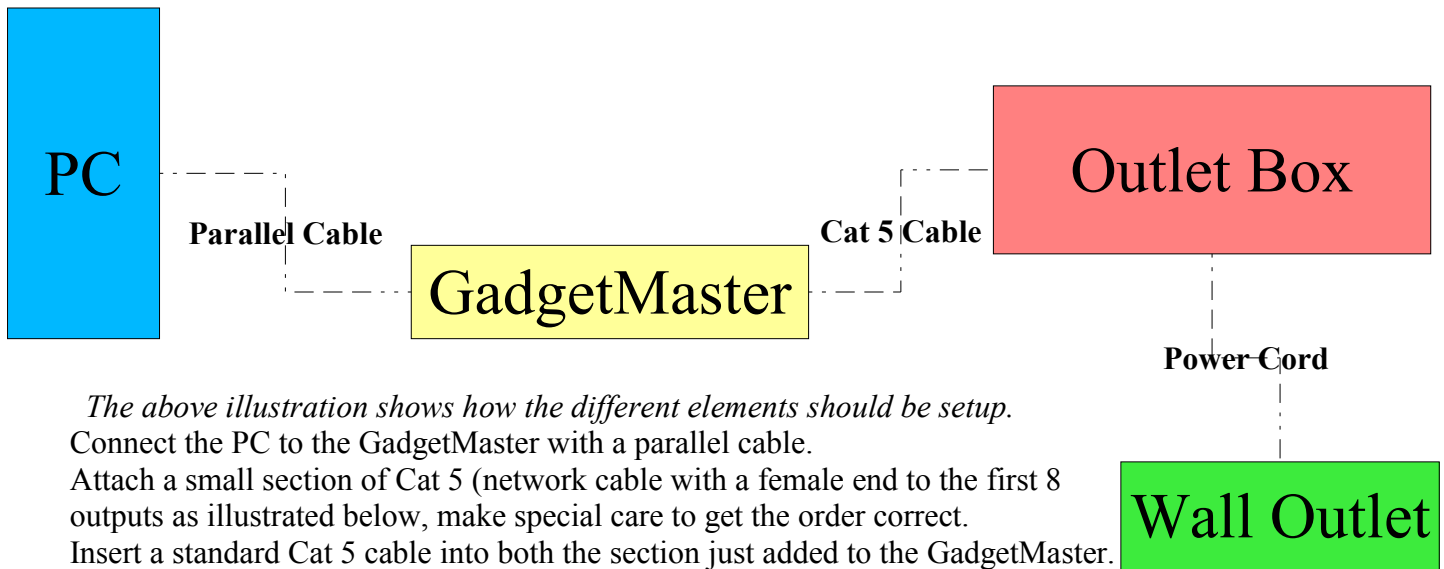 PC
Outlet Box
Parallel Cable
Cat 5 Cable
GadgetMaster
Power Cord
The above illustration shows how the different elements should be setup.
Connect the PC to the GadgetMaster with a parallel cable.
Attach a small section of Cat 5 (network cable with a female end to the first 8
outputs as illustrated below, make special care to get the order correct.
Insert a standard Cat 5 cable into both the section just added to the GadgetMaster.
Wall Outlet